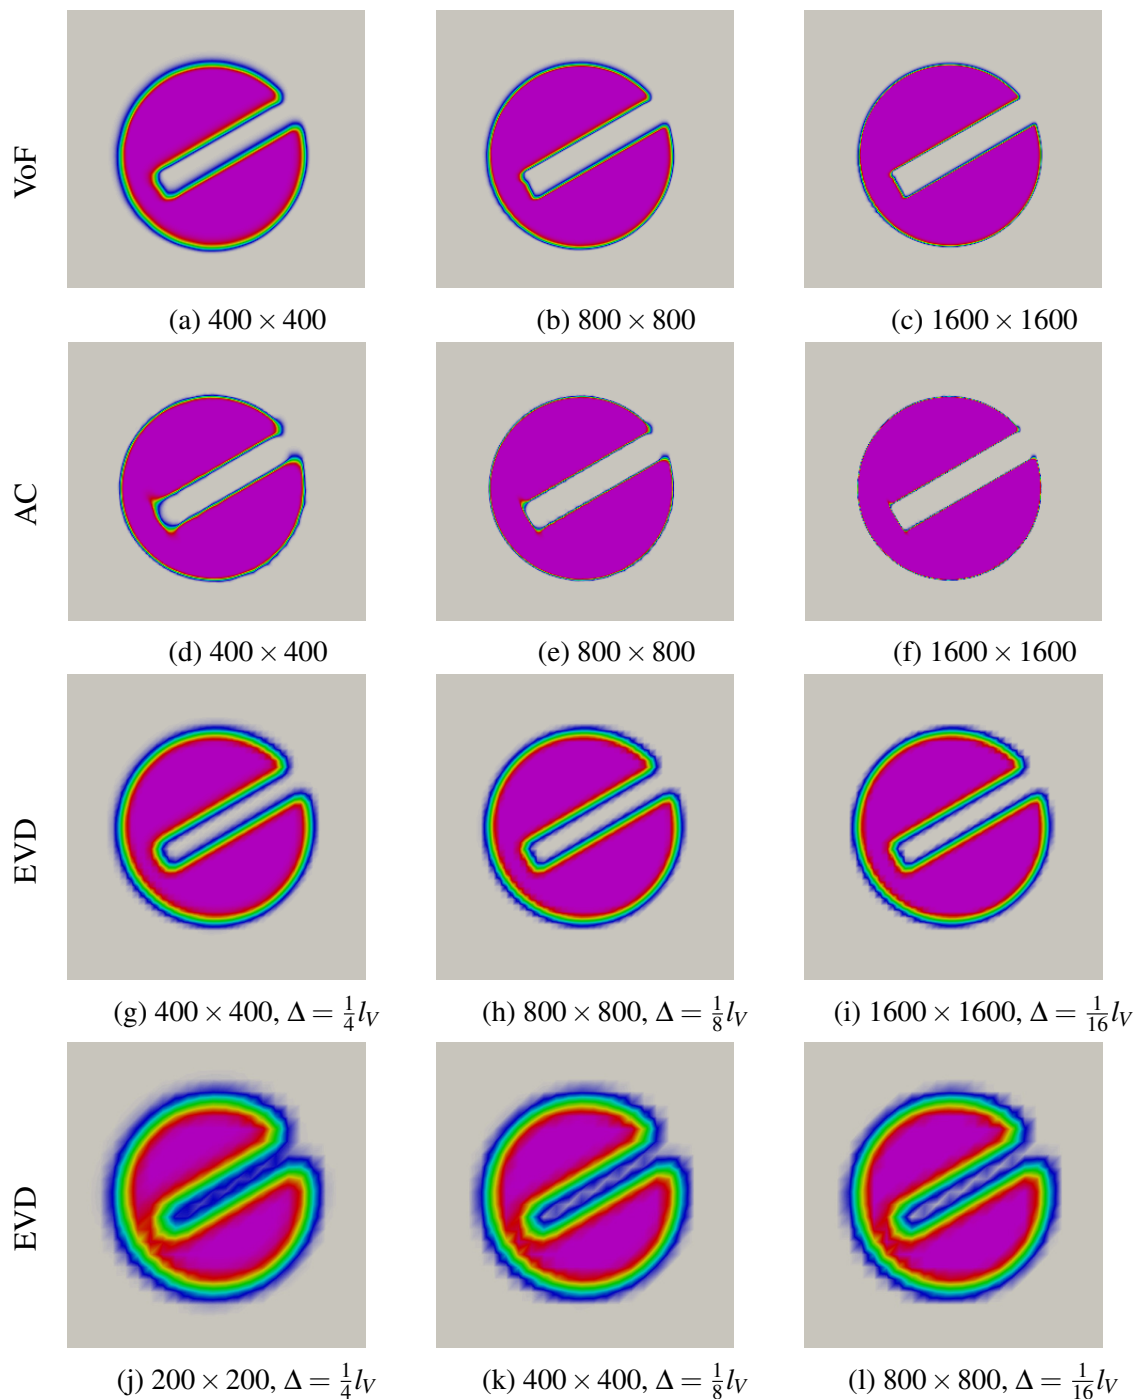 VoF
(a) 400 × 400
(b) 800 × 800
(c) 1600 × 1600
AC
(d) 400 × 400
(e) 800 × 800
(f) 1600 × 1600
EVD
(g) 400 × 400, Δ = 1/4 l_V
(h) 800 × 800, Δ = 1/8 l_V
(i) 1600 × 1600, Δ = 1/16 l_V
EVD
(j) 200 × 200, Δ = 1/4 l_V
(k) 400 × 400, Δ = 1/8 l_V
(l) 800 × 800, Δ = 1/16 l_V